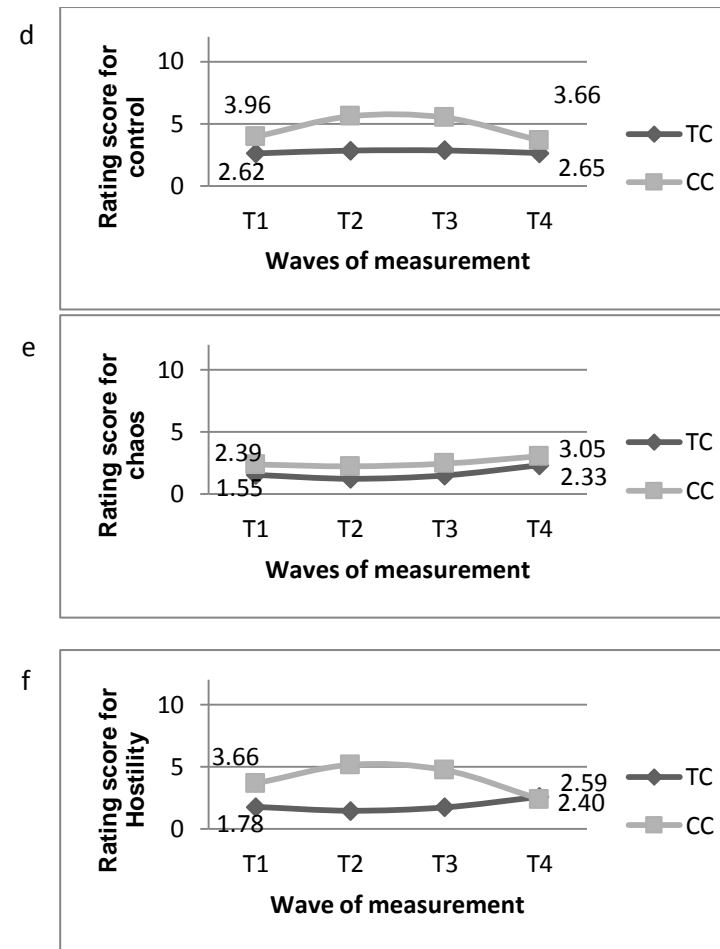 d
Rating score for
control
10
5
0
3.96
2.62
3.66
2.65
T1 T2 T3 T4
Waves of measurement
TC
CC
e
Rating score for
chaos
10
5
0
2.39
1.55
3.05
2.33
T1 T2 T3 T4
Waves of measurement
TC
CC
f
Rating score for
Hostility
10
5
0
3.66
1.78
2.59
2.40
T1 T2 T3 T4
Wave of measurement
TC
CC